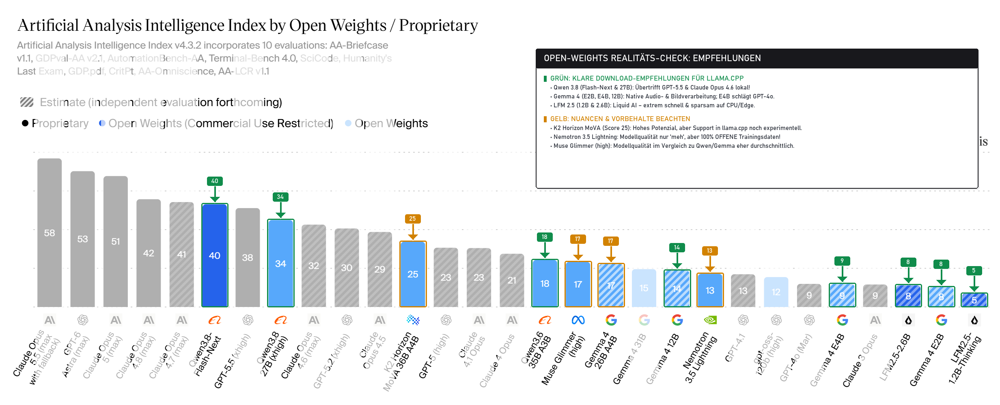 Artificial Analysis Intelligence Index by Open Weights / Proprietary
Artificial Analysis Intelligence Index v4.3.2 incorporates 10 evaluations: AA-Briefcase
v1.1, GDPval-AA v2.1, AutomationBench-AA, Terminal-Bench 4.0, SciCode, Humanity's
Last Exam, GDP.pdf, CritPt, AA-Omniscience, AA-LCR v1.1
Estimate (independent evaluation forthcoming)
Proprietary
Open Weights (Commercial Use Restricted)
Open Weights
OPEN-WEIGHTS REALITÄTS-CHECK: EMPFEHLUNGEN
GRÜN: KLARE DOWNLOAD-EMPFEHLUNGEN FÜR LLAMA.CPP
• Qwen 3.8 (Flash-Next & 27B): Übertrifft GPT-5.5 & Claude Opus 4.6 lokal!
• Gemma 4 (E2B, E4B, 12B): Native Audio- & Bildverarbeitung; E4B schlägt GPT-4o.
• LFM 2.5 (1.2B & 2.6B): Liquid AI – extrem schnell & sparsam auf CPU/Edge.
GELB: NUANCEN & VORBEHALTE BEACHTEN
• K2 Horizon MoVA (Score 25): Hohes Potenzial, aber Support in llama.cpp noch experimentell.
• Nemotron 3.5 Lightning: Modellqualität nur 'meh', aber 100% OFFENE Trainingsdaten!
• Muse Glimmer (high): Modellqualität im Vergleich zu Qwen/Gemma eher durchschnittlich.
is
40
34
25
18
17
17
14
13
9
8
8
5
58
53
51
42
41
40
38
34
32
30
29
25
23
23
21
18
17
17
15
14
13
13
12
9
9
9
8
8
5
Claude Opus
5.5 (max
with fallback)
GPT-6
Astra (max)
Claude Opus
5 (max)
Claude Opus
4.8 (max)
Claude Opus
4.7 (max)
Qwen3.8-
Flash-Next
GPT-5.5 (xhigh)
Qwen3.8
27B (xhigh)
Claude Opus
4.6 (max)
GPT-5.2 (xhigh)
Claude
Opus 4.5
K2 Horizon
MoVA 36B A4B
GPT-5 (high)
Claude
4.1 Opus
Claude 4 Opus
Qwen3.6
35B A3B
Muse Glimmer
(high)
Gemma 4
26B A4B
Gemma 4 31B
Gemma 4 12B
Nemotron
3.5 Lightning
GPT-4.1
gpt-oss-
120b (high)
GPT-4o (Mar)
Gemma 4 E4B
Claude 3 Opus
LFM2.5-2.6B
Gemma 4 E2B
LFM2.5-
1.2B-Thinking